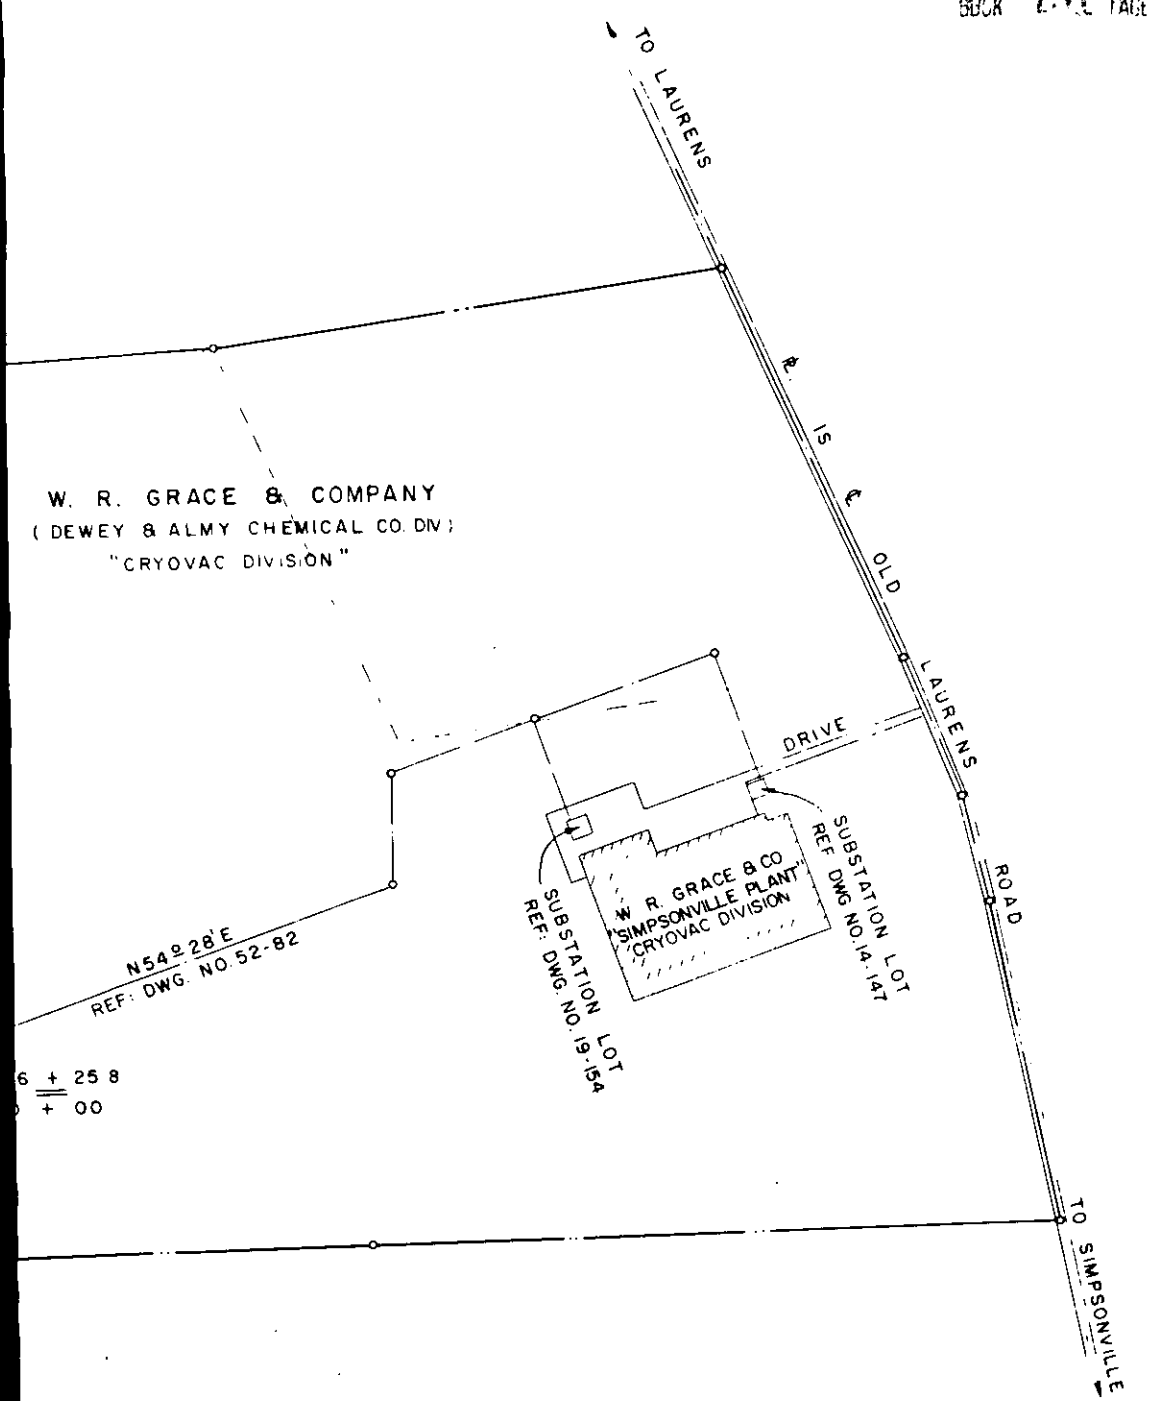 BOOK PAGE
TO LAURENS
℄ IS ℄ OLD LAURENS ROAD
W. R. GRACE & COMPANY
( DEWEY & ALMY CHEMICAL CO. DIV )
"CRYOVAC DIVISION"
DRIVE
SUBSTATION LOT
REF DWG NO. 14-147
W. R. GRACE & CO
"SIMPSONVILLE PLANT"
CRYOVAC DIVISION
SUBSTATION LOT
REF: DWG. NO. 19-154
N54° 28' E
REF: DWG. NO. 52-82
6 + 25 8
+ 00
TO SIMPSONVILLE